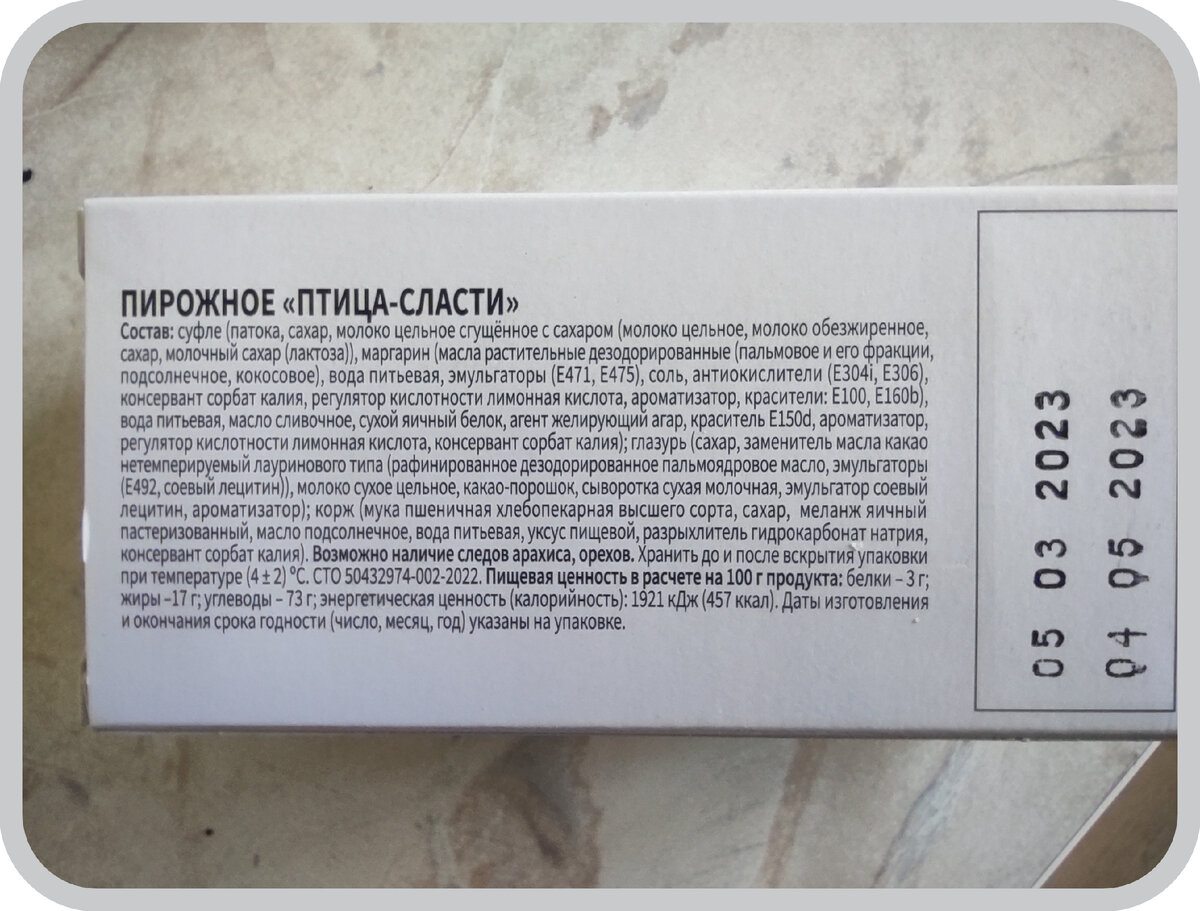 ПИРОЖНОЕ «ПТИЦА-СЛАСТИ»
Состав: суфле (патока, сахар, молоко цельное сгущённое с сахаром (молоко цельное, молоко обезжиренное,
сахар, молочный сахар (лактоза)), маргарин (масла растительные дезодорированные (пальмовое и его фракции,
подсолнечное, кокосовое), вода питьевая, эмульгаторы (Е471, Е475), соль, антиокислители (Е304i, Е306),
консервант сорбат калия, регулятор кислотности лимонная кислота, ароматизатор, красители: Е100, Е160b),
вода питьевая, масло сливочное, сухой яичный белок, агент желирующий агар, краситель Е150d, ароматизатор,
регулятор кислотности лимонная кислота, консервант сорбат калия); глазурь (сахар, заменитель масла какао
нетемперируемый лауринового типа (рафинированное дезодорированное пальмоядровое масло, эмульгаторы
(Е492, соевый лецитин)), молоко сухое цельное, какао-порошок, сыворотка сухая молочная, эмульгатор соевый
лецитин, ароматизатор); корж (мука пшеничная хлебопекарная высшего сорта, сахар, меланж яичный
пастеризованный, масло подсолнечное, вода питьевая, уксус пищевой, разрыхлитель гидрокарбонат натрия,
консервант сорбат калия). Возможно наличие следов арахиса, орехов. Хранить до и после вскрытия упаковки
при температуре (4 ± 2) °С. СТО 50432974-002-2022. Пищевая ценность в расчете на 100 г продукта: белки – 3 г;
жиры –17 г; углеводы – 73 г; энергетическая ценность (калорийность): 1921 кДж (457 ккал). Даты изготовления
и окончания срока годности (число, месяц, год) указаны на упаковке.
05 03 2023
04 05 2023